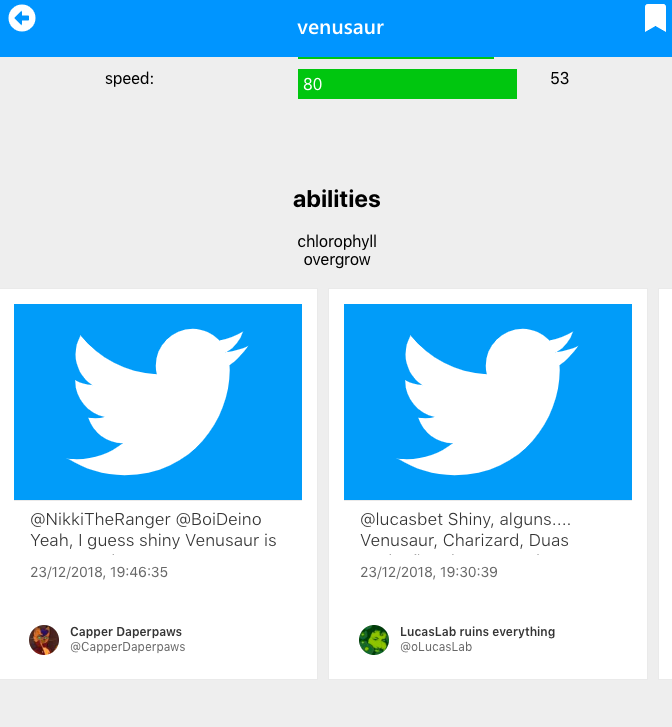 venusaur
speed: 80 53
abilities
chlorophyll
overgrow
@NikkiTheRanger @BoiDeino
Yeah, I guess shiny Venusaur is
23/12/2018, 19:46:35
Capper Daperpaws
@CapperDaperpaws
@lucasbet Shiny, alguns....
Venusaur, Charizard, Duas
23/12/2018, 19:30:39
LucasLab ruins everything
@oLucasLab